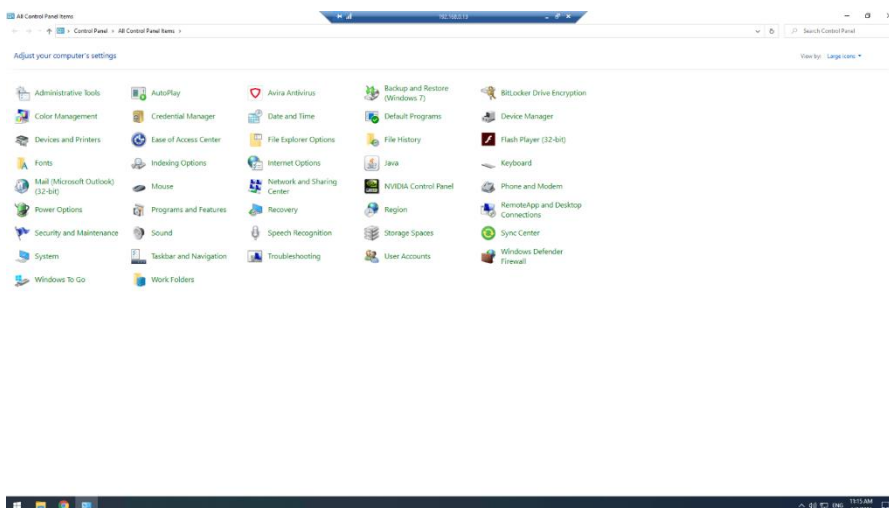 All Control Panel Items
192.168.0.13
Control Panel > All Control Panel Items >
Search Control Panel
Adjust your computer's settings
View by: Large icons
Administrative Tools
AutoPlay
Avira Antivirus
Backup and Restore
(Windows 7)
BitLocker Drive Encryption
Color Management
Credential Manager
Date and Time
Default Programs
Device Manager
Devices and Printers
Ease of Access Center
File Explorer Options
File History
Flash Player (32-bit)
Fonts
Indexing Options
Internet Options
Java
Keyboard
Mail (Microsoft Outlook)
(32-bit)
Mouse
Network and Sharing
Center
NVIDIA Control Panel
Phone and Modem
Power Options
Programs and Features
Recovery
Region
RemoteApp and Desktop
Connections
Security and Maintenance
Sound
Speech Recognition
Storage Spaces
Sync Center
System
Taskbar and Navigation
Troubleshooting
User Accounts
Windows Defender
Firewall
Windows To Go
Work Folders
ENG
11:15 AM